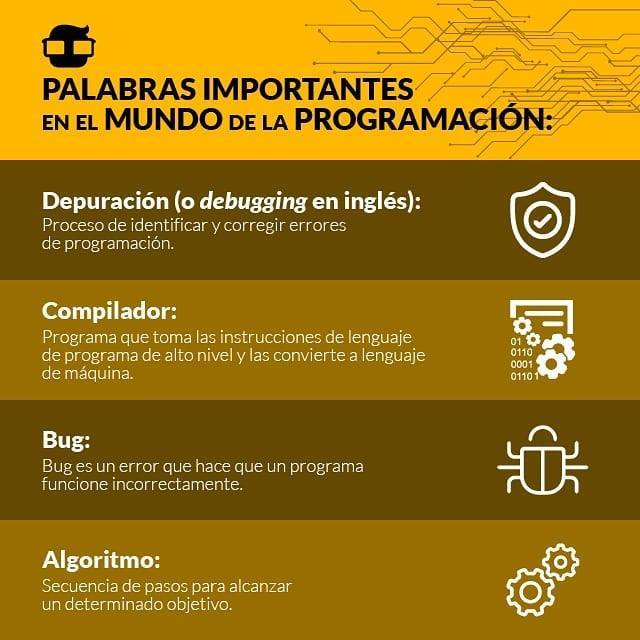 PALABRAS IMPORTANTES
EN EL MUNDO DE LA PROGRAMACIÓN:
Depuración (o debugging en inglés):
Proceso de identificar y corregir errores
de programación.
Compilador:
Programa que toma las instrucciones de lenguaje
de programa de alto nivel y las convierte a lenguaje
de máquina.
01
0110
0001
01101
Bug:
Bug es un error que hace que un programa
funcione incorrectamente.
Algoritmo:
Secuencia de pasos para alcanzar
un determinado objetivo.